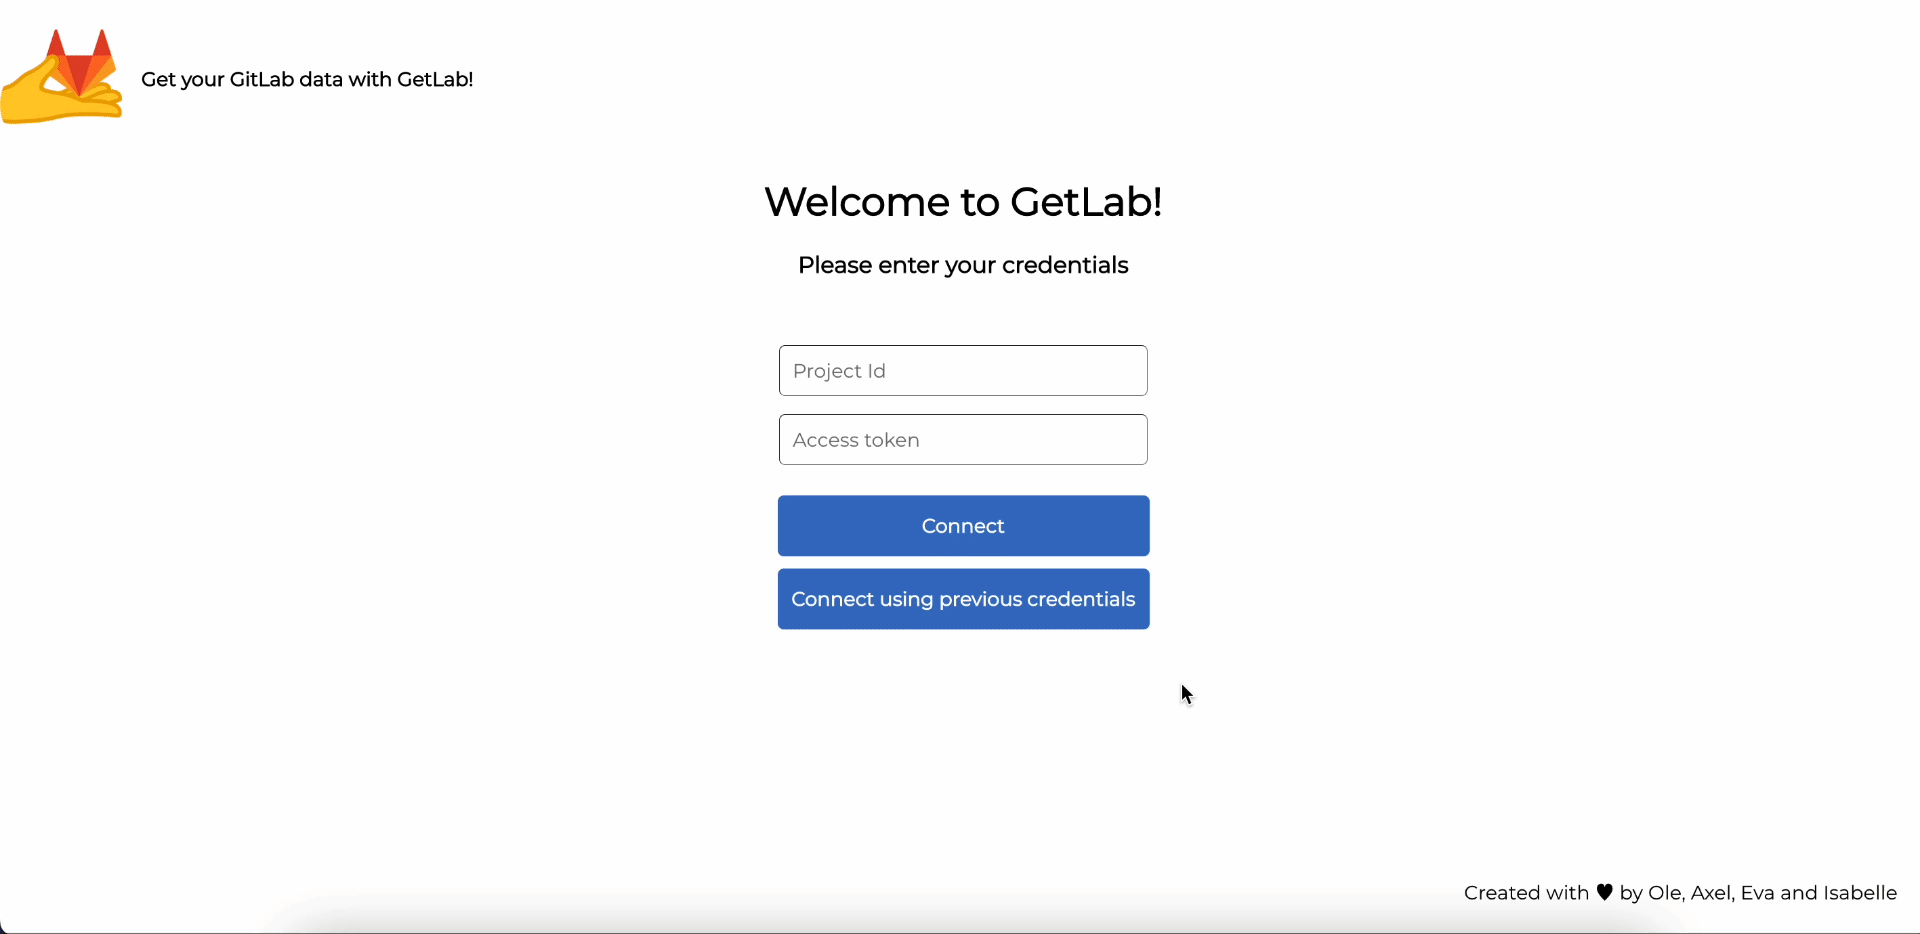 Get your GitLab data with GetLab!
Welcome to GetLab!
Please enter your credentials
Project Id
Access token
Connect
Connect using previous credentials
Created with ♥ by Ole, Axel, Eva and Isabelle